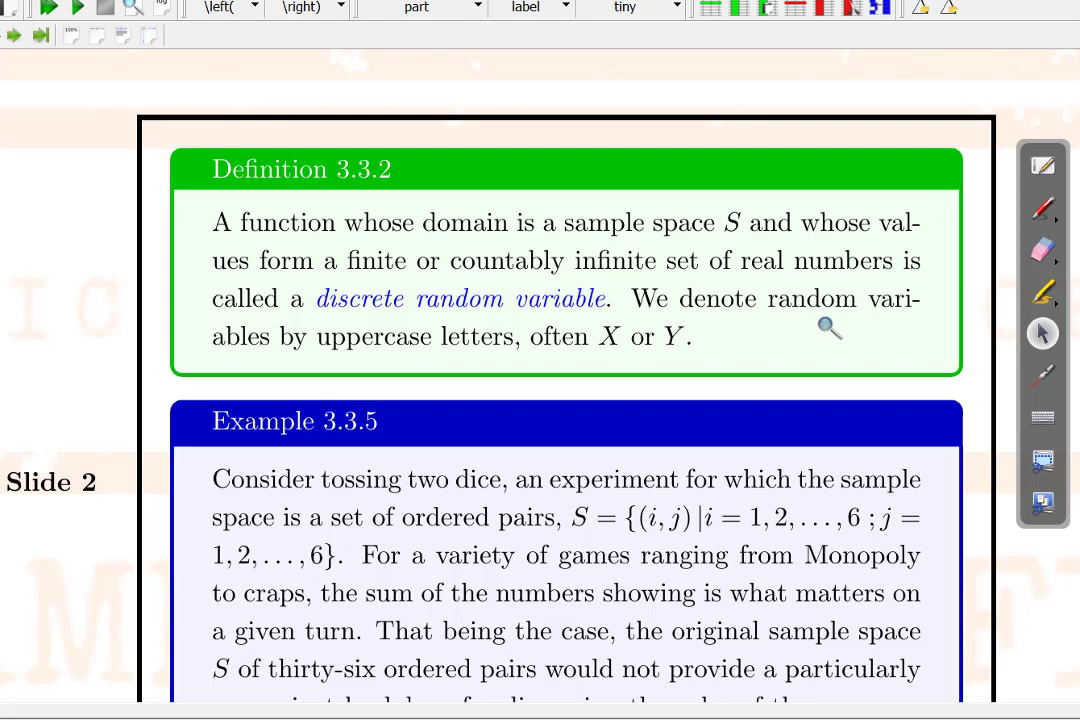 \left(
\right)
part
label
tiny
Definition 3.3.2
A function whose domain is a sample space S and whose val-
ues form a finite or countably infinite set of real numbers is
called a discrete random variable. We denote random vari-
ables by uppercase letters, often X or Y.
Example 3.3.5
Slide 2
Consider tossing two dice, an experiment for which the sample
space is a set of ordered pairs, S = {(i, j) |i = 1, 2, . . . , 6 ; j =
1, 2, . . . , 6}. For a variety of games ranging from Monopoly
to craps, the sum of the numbers showing is what matters on
a given turn. That being the case, the original sample space
S of thirty-six ordered pairs would not provide a particularly